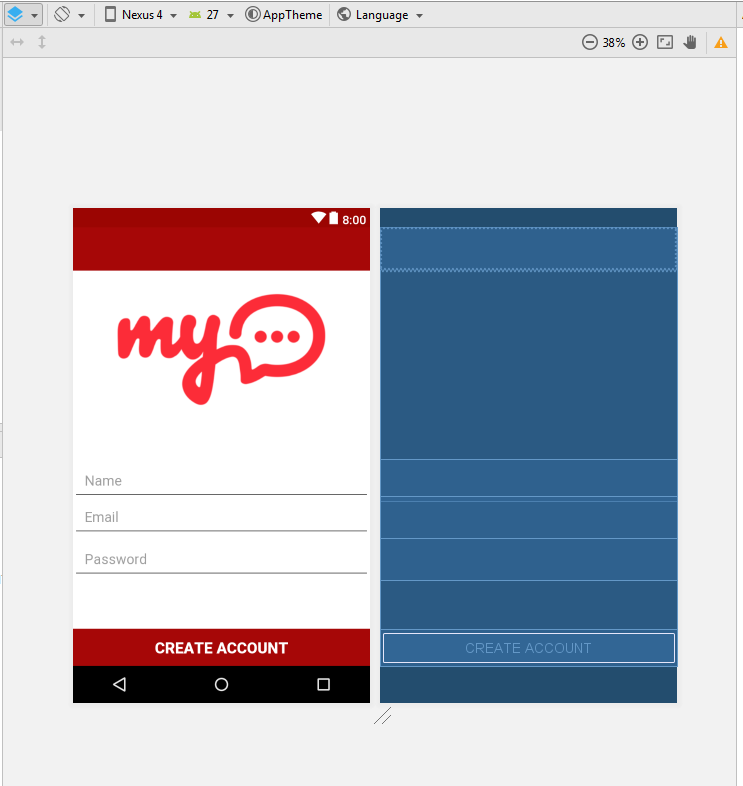 Nexus 4 27 AppTheme Language
38%
8:00
my
Name
Email
Password
CREATE ACCOUNT
CREATE ACCOUNT